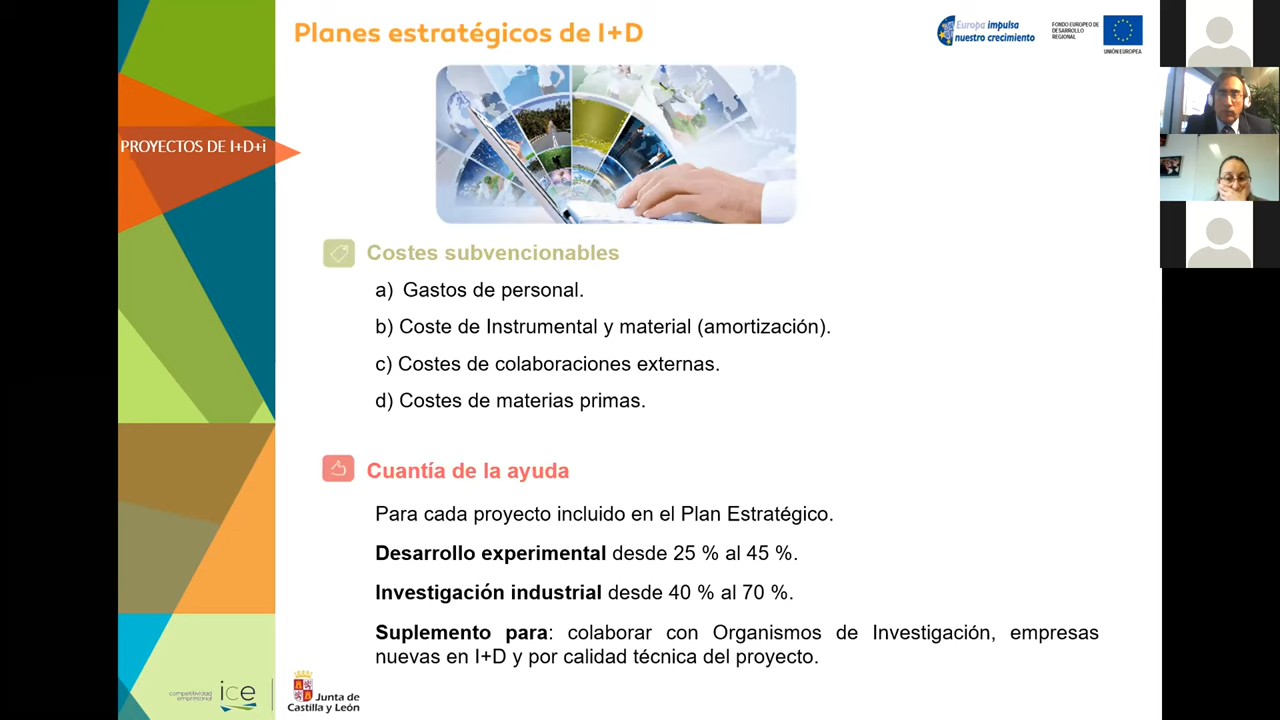 Planes estratégicos de I+D
Europa impulsa
nuestro crecimiento
FONDO EUROPEO DE
DESARROLLO
REGIONAL
UNIÓN EUROPEA
PROYECTOS DE I+D+i
Costes subvencionables
a) Gastos de personal.
b) Coste de Instrumental y material (amortización).
c) Costes de colaboraciones externas.
d) Costes de materias primas.
Cuantía de la ayuda
Para cada proyecto incluido en el Plan Estratégico.
Desarrollo experimental desde 25 % al 45 %.
Investigación industrial desde 40 % al 70 %.
Suplemento para: colaborar con Organismos de Investigación, empresas
nuevas en I+D y por calidad técnica del proyecto.
competitividad
empresarial
ice
Junta de
Castilla y León